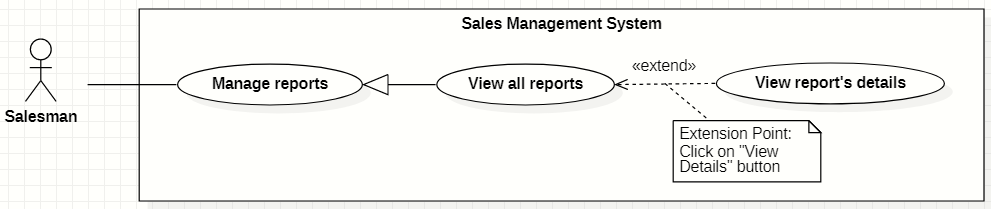 Sales Management System
Salesman
Manage reports
View all reports
«extend»
View report's details
Extension Point:
Click on "View
Details" button